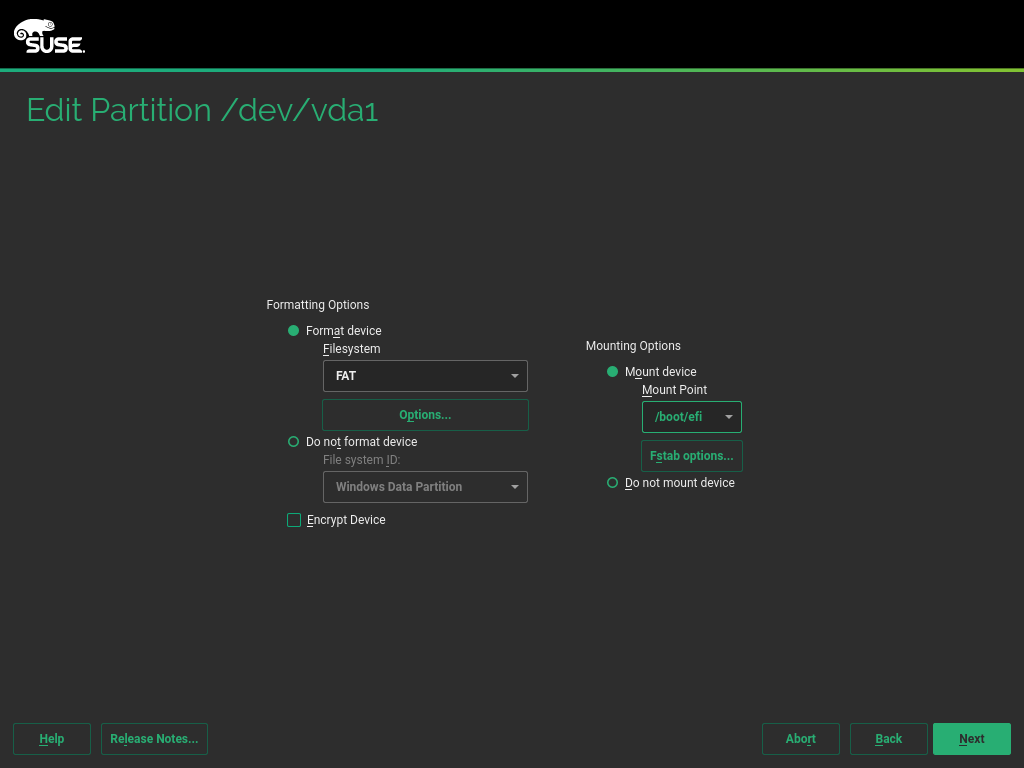 SUSE.
Edit Partition /dev/vda1
Formatting Options
Format device
Filesystem
FAT
Options...
Do not format device
File system ID:
Windows Data Partition
Encrypt Device
Mounting Options
Mount device
Mount Point
/boot/efi
Fstab options...
Do not mount device
Help
Release Notes...
Abort
Back
Next